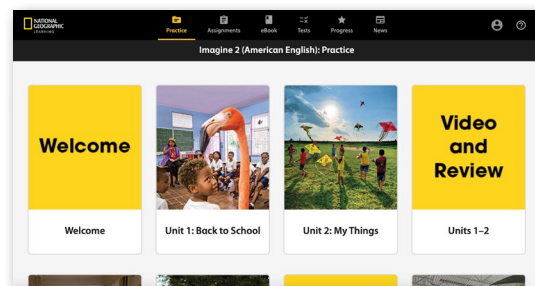 NATIONAL
GEOGRAPHIC
LEARNING
Practice
Assignments
eBook
Tests
Progress
News
Imagine 2 (American English): Practice
Welcome
Video
and
Review
Welcome
Unit 1: Back to School
Unit 2: My Things
Units 1–2